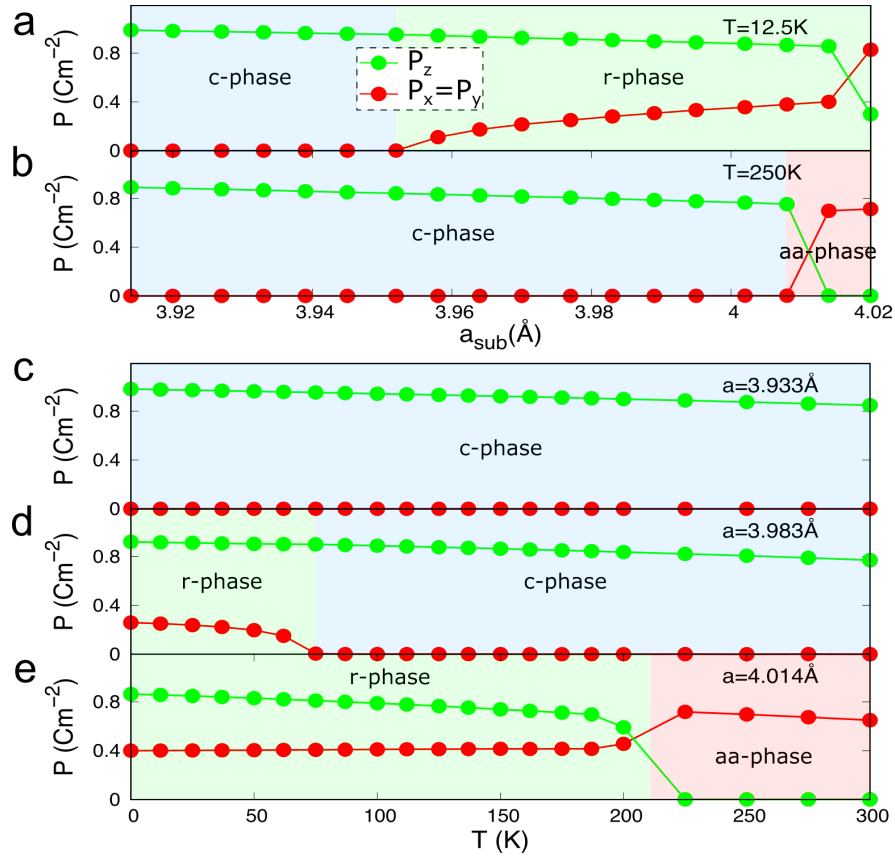 a
P (Cm⁻²)
0.8
0.4
0
T=12.5K
c-phase
P_z
P_x=P_y
r-phase
b
P (Cm⁻²)
0.8
0.4
0
T=250K
c-phase
aa-phase
3.92 3.94 3.96 3.98 4 4.02
a_sub(Å)
c
P (Cm⁻²)
0.8
0.4
0
a=3.933Å
c-phase
d
P (Cm⁻²)
0.8
0.4
0
a=3.983Å
r-phase
c-phase
e
P (Cm⁻²)
0.8
0.4
0
r-phase
a=4.014Å
aa-phase
0 50 100 150 200 250 300
T (K)